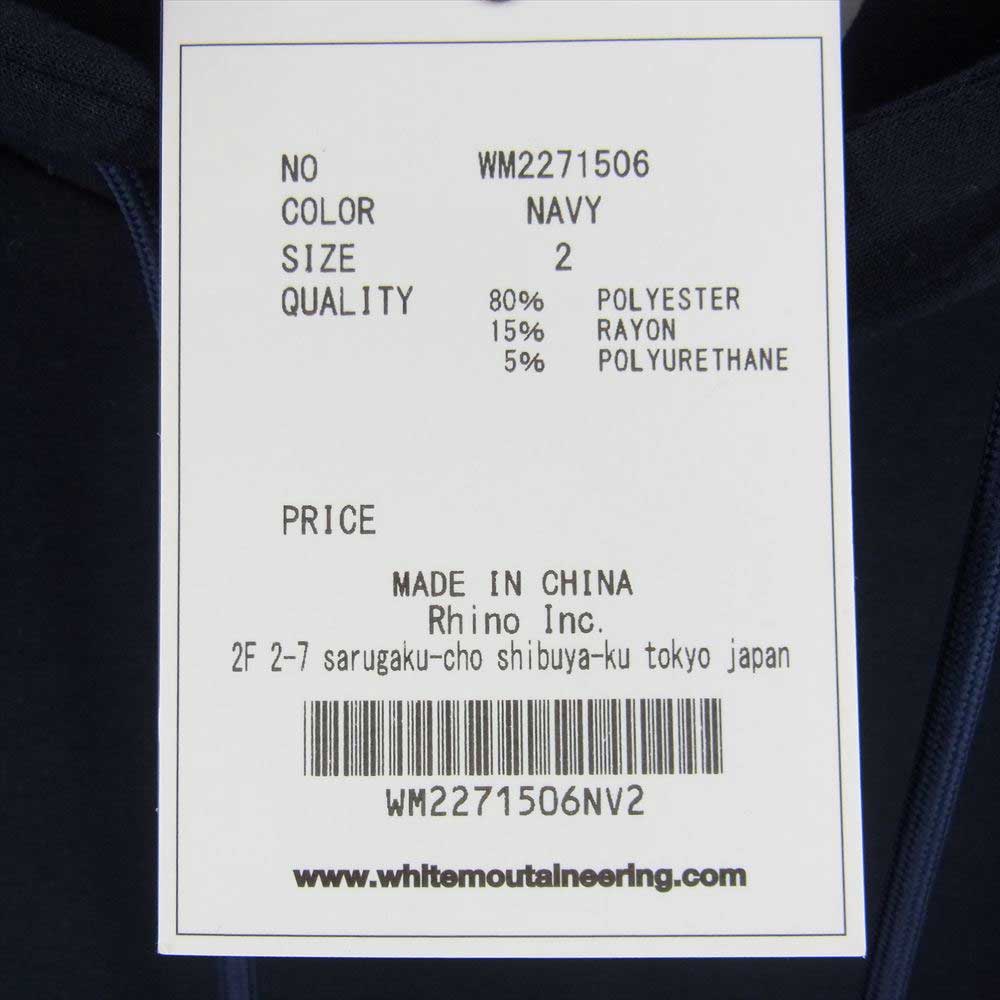 NO WM2271506
COLOR NAVY
SIZE 2
QUALITY 80% POLYESTER
15% RAYON
5% POLYURETHANE
PRICE
MADE IN CHINA
Rhino Inc.
2F 2-7 sarugaku-cho shibuya-ku tokyo japan
WM2271506NV2
www.whitemoutaineering.com